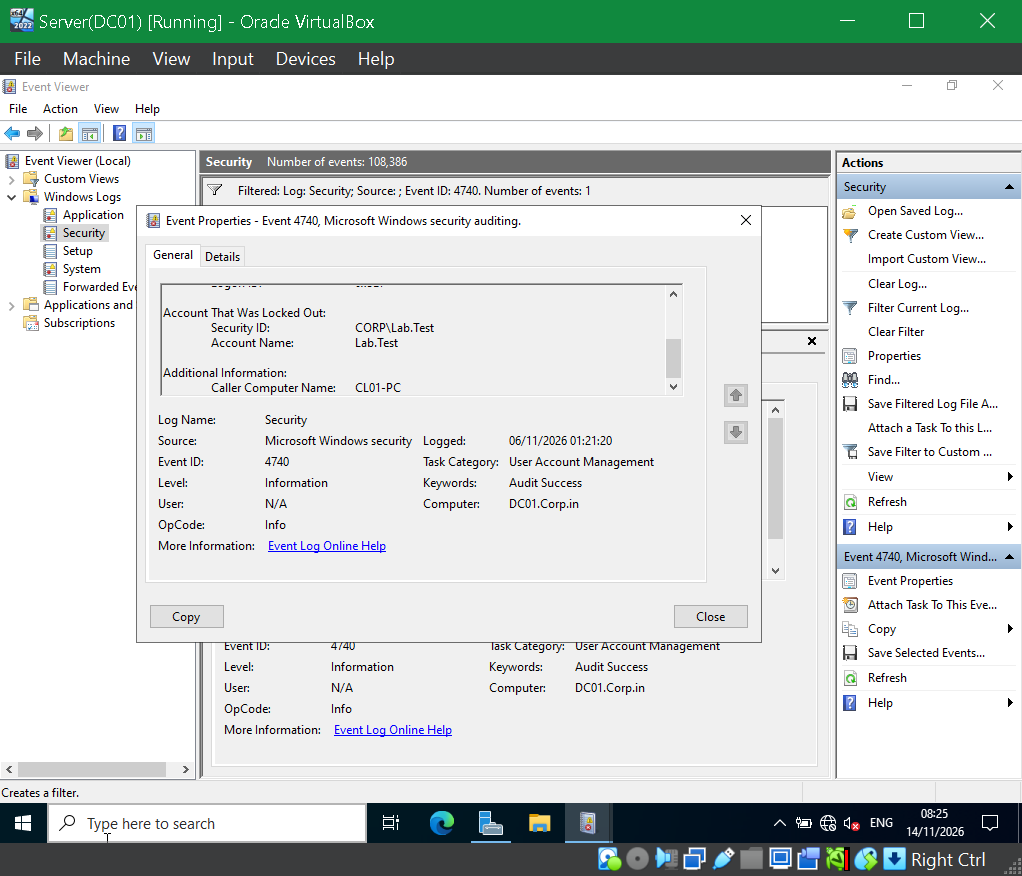 Server(DC01) [Running] - Oracle VirtualBox
File Machine View Input Devices Help
Event Viewer
File Action View Help
Event Viewer (Local)
Custom Views
Windows Logs
Application
Security
Setup
System
Forwarded Eve
Applications and
Subscriptions
Security Number of events: 108,386
Filtered: Log: Security; Source: ; Event ID: 4740. Number of events: 1
Event Properties - Event 4740, Microsoft Windows security auditing.
General Details
Account That Was Locked Out:
Security ID: CORP\Lab.Test
Account Name: Lab.Test
Additional Information:
Caller Computer Name: CL01-PC
Log Name: Security
Source: Microsoft Windows security Logged: 06/11/2026 01:21:20
Event ID: 4740 Task Category: User Account Management
Level: Information Keywords: Audit Success
User: N/A Computer: DC01.Corp.in
OpCode: Info
More Information: Event Log Online Help
Copy Close
Event ID: 4740 Task Category: User Account Management
Level: Information Keywords: Audit Success
User: N/A Computer: DC01.Corp.in
OpCode: Info
More Information: Event Log Online Help
Actions
Security
Open Saved Log...
Create Custom View...
Import Custom View...
Clear Log...
Filter Current Log...
Clear Filter
Properties
Find...
Save Filtered Log File A...
Attach a Task To this L...
Save Filter to Custom ...
View
Refresh
Help
Event 4740, Microsoft Wind...
Event Properties
Attach Task To This Eve...
Copy
Save Selected Events...
Refresh
Help
Creates a filter.
Type here to search
ENG
08:25
14/11/2026
Right Ctrl